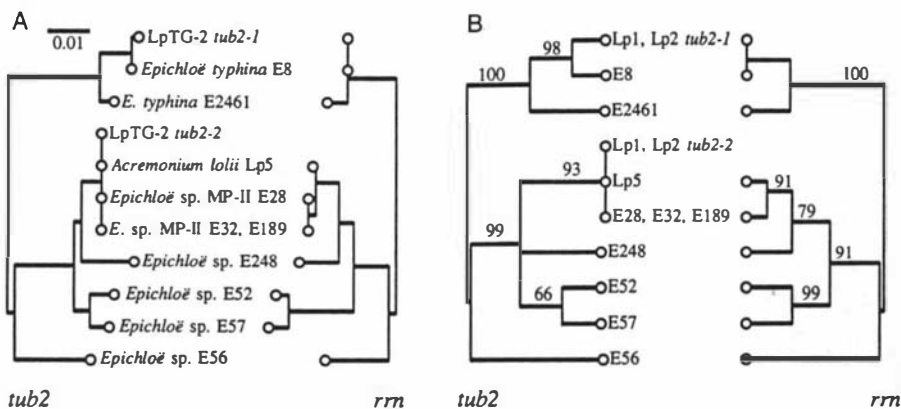 A
0.01
LpTG-2 tub2-1
Epichloë typhina E8
E. typhina E2461
LpTG-2 tub2-2
Acremonium lolii Lp5
Epichloë sp. MP-II E28
E. sp. MP-II E32, E189
Epichloë sp. E248
Epichloë sp. E52
Epichloë sp. E57
Epichloë sp. E56
tub2
rrn
B
Lp1, Lp2 tub2-1
98
100
E8
100
E2461
Lp1, Lp2 tub2-2
93
Lp5
91
E28, E32, E189
79
99
E248
91
E52
66
99
E57
E56
tub2
rrn